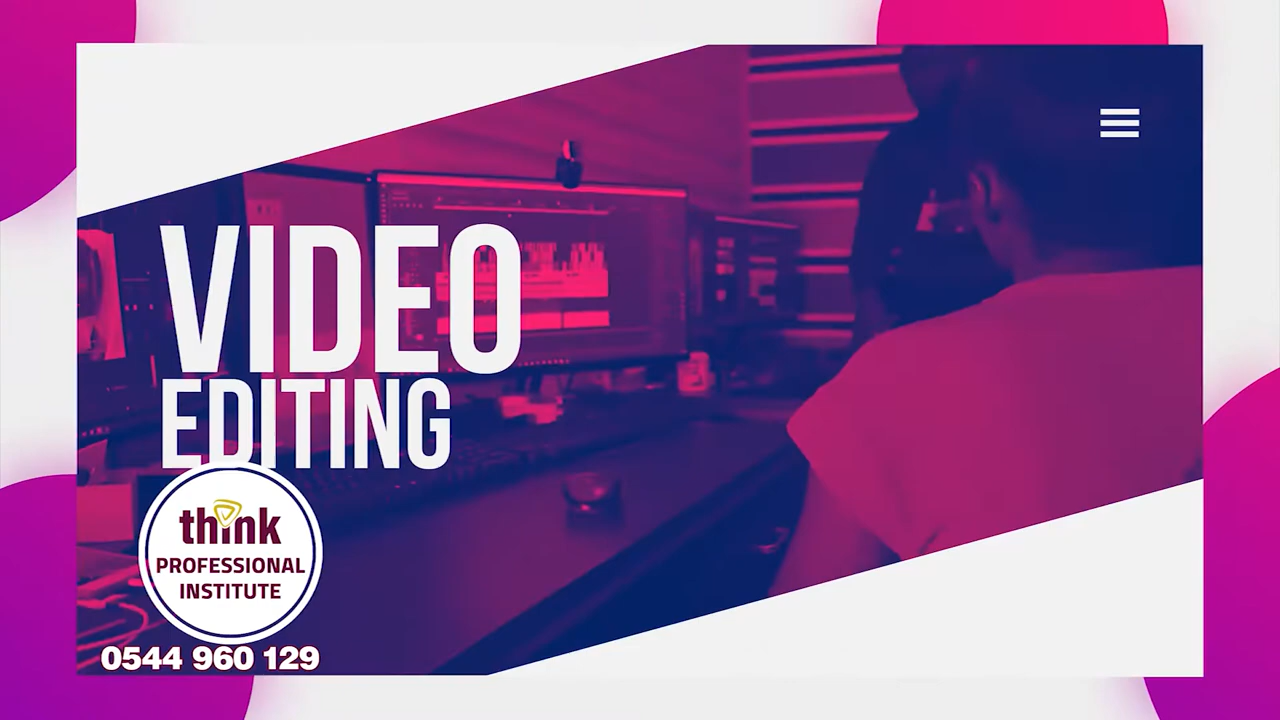 VIDEO
EDITING
think
PROFESSIONAL
INSTITUTE
0544 960 129